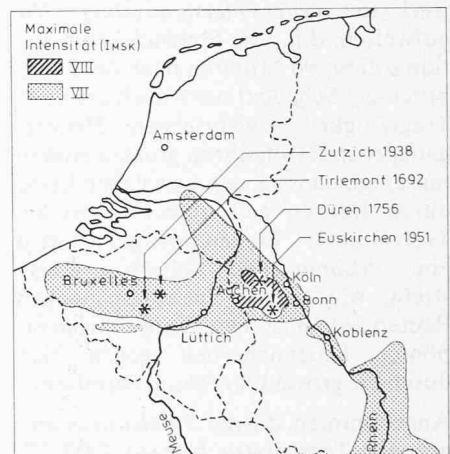 Maximale
Intensität (IMSK)
VIII
VII
Amsterdam
Zulzich 1938
Tirlemont 1692
Düren 1756
Euskirchen 1951
Bruxelles
Aachen
Köln
Bonn
Lüttich
Koblenz
Meuse
Rhein